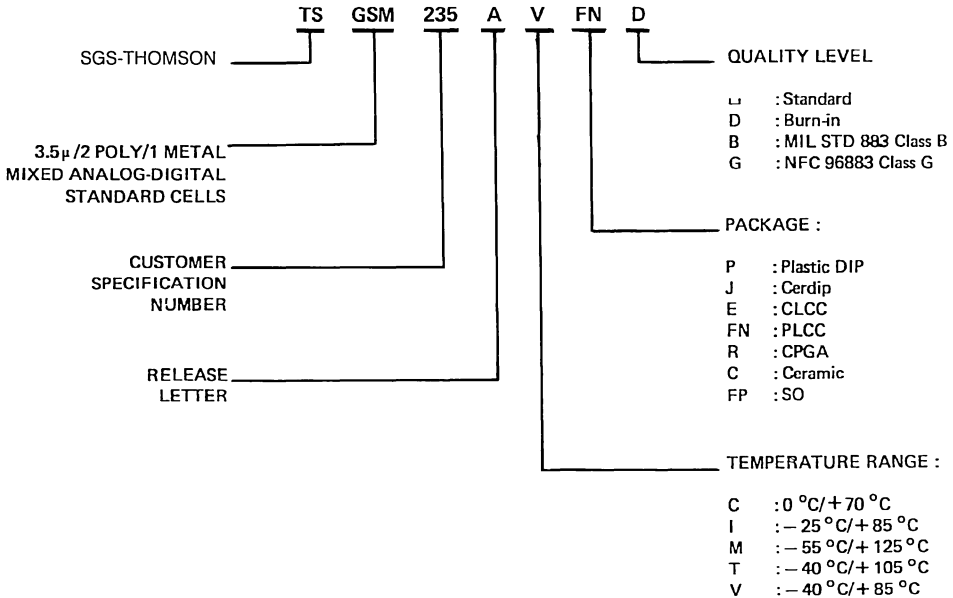 TS GSM 235 A V FN D
SGS-THOMSON
3.5µ/2 POLY/1 METAL
MIXED ANALOG-DIGITAL
STANDARD CELLS
CUSTOMER
SPECIFICATION
NUMBER
RELEASE
LETTER
QUALITY LEVEL
⊔ : Standard
D : Burn-in
B : MIL STD 883 Class B
G : NFC 96883 Class G
PACKAGE :
P : Plastic DIP
J : Cerdip
E : CLCC
FN : PLCC
R : CPGA
C : Ceramic
FP : SO
TEMPERATURE RANGE :
C : 0 °C/+70 °C
I : – 25 °C/+ 85 °C
M : – 55 °C/+ 125 °C
T : – 40 °C/+ 105 °C
V : – 40 °C/+ 85 °C